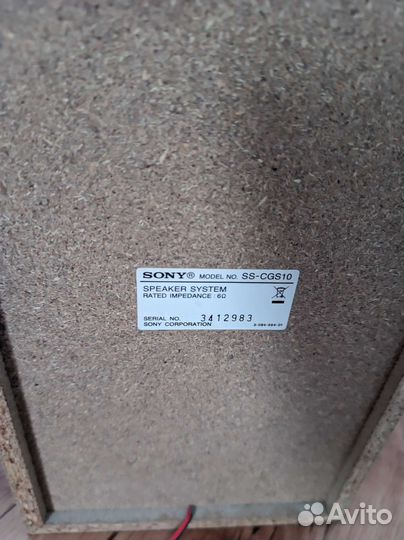 SONY® MODEL NO. SS-CGS10
SPEAKER SYSTEM
RATED IMPEDANCE : 6Ω
SERIAL NO. 3412983
SONY CORPORATION
Avito